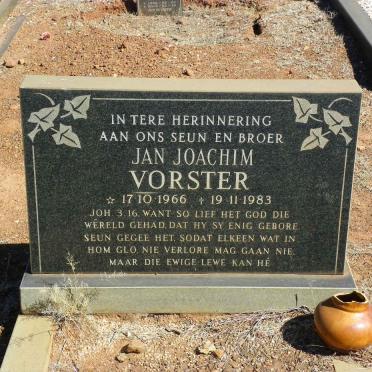 IN TERE HERINNERING
AAN ONS SEUN EN BROER
JAN JOACHIM
VORSTER
☆ 17·10·1966 ✝ 19·11·1983
JOH. 3.16. WANT SO LIEF HET GOD DIE
WÊRELD GEHAD, DAT HY SY ENIG GEBORE
SEUN GEGEE HET, SODAT ELKEEN WAT IN
HOM GLO, NIE VERLORE MAG GAAN NIE,
MAAR DIE EWIGE LEWE KAN HÊ